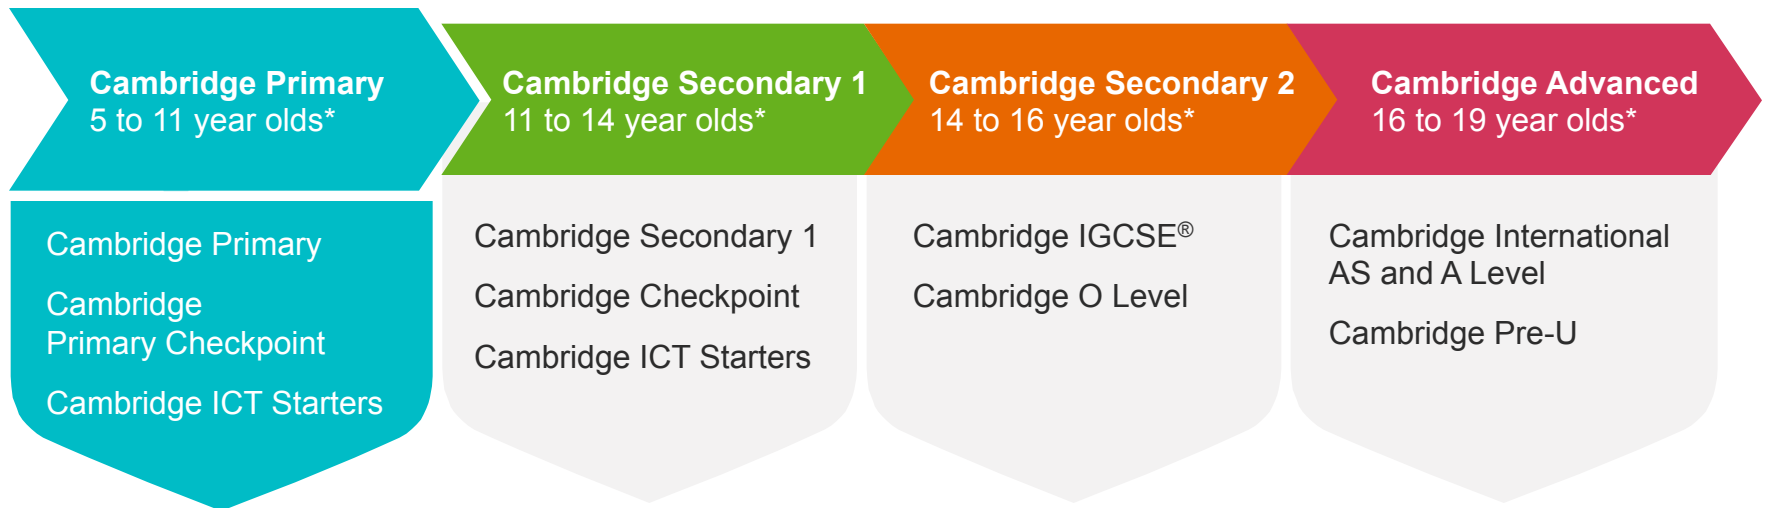 Cambridge Primary
5 to 11 year olds*
Cambridge Primary
Cambridge
Primary Checkpoint
Cambridge ICT Starters
Cambridge Secondary 1
11 to 14 year olds*
Cambridge Secondary 1
Cambridge Checkpoint
Cambridge ICT Starters
Cambridge Secondary 2
14 to 16 year olds*
Cambridge IGCSE®
Cambridge O Level
Cambridge Advanced
16 to 19 year olds*
Cambridge International
AS and A Level
Cambridge Pre-U